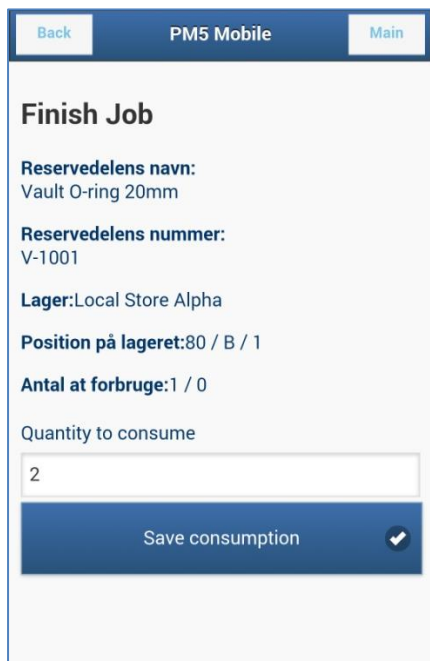 Back PM5 Mobile Main
Finish Job
Reservedelens navn:
Vault O-ring 20mm
Reservedelens nummer:
V-1001
Lager:Local Store Alpha
Position på lageret:80 / B / 1
Antal at forbruge:1 / 0
Quantity to consume
2
Save consumption